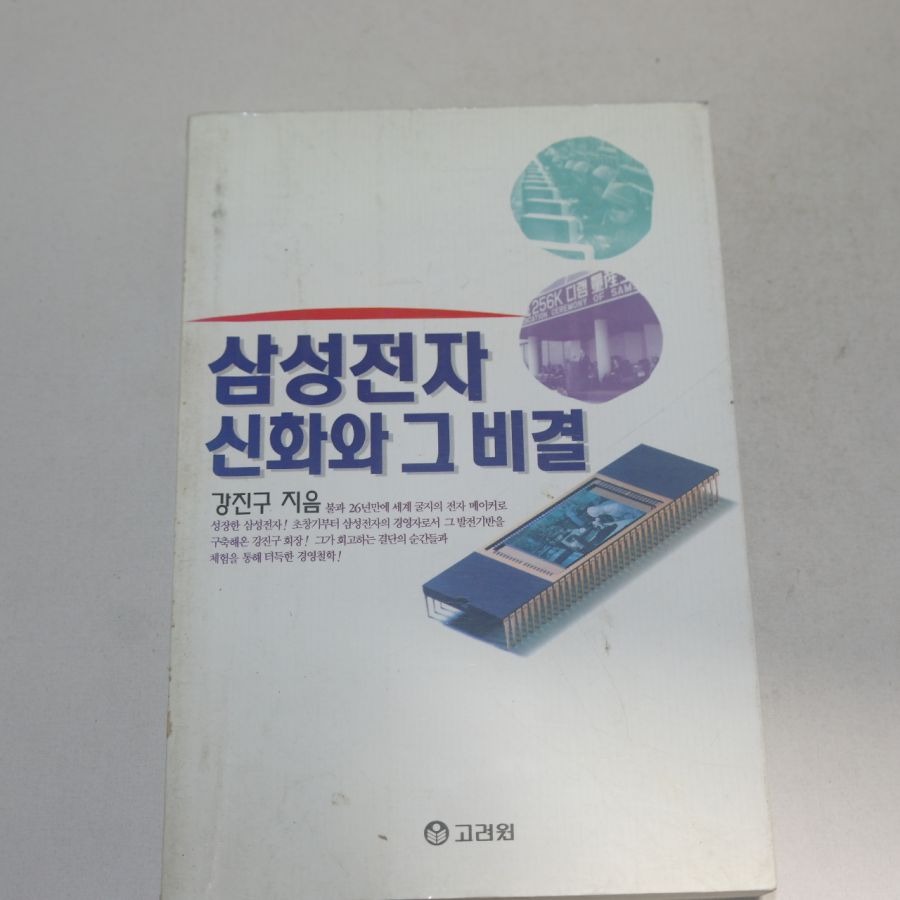 256K 디램
CEREMONY OF SAM
삼성전자
신화와 그 비결
강진구 지음 불과 26년만에 세계 굴지의 전자 메이커로
성장한 삼성전자! 초창기부터 삼성전자의 경영자로서 그 발전기반을
구축해온 강진구 회장! 그가 회고하는 결단의 순간들과
체험을 통해 터득한 경영철학!
고려원